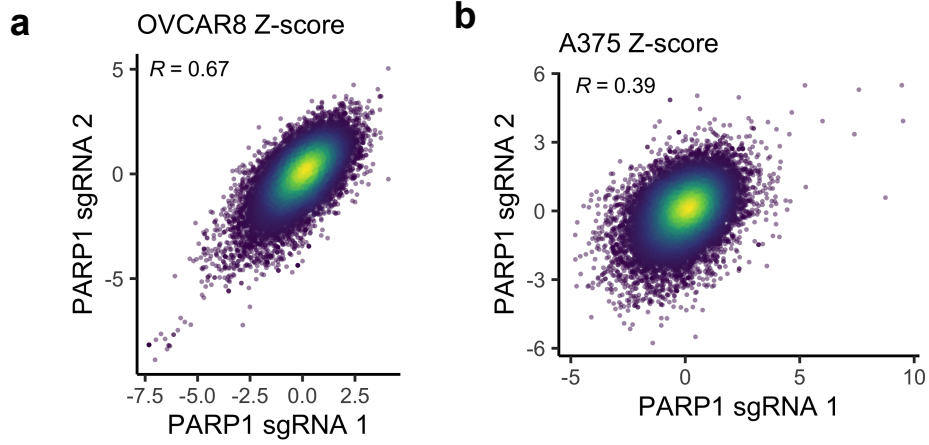 a
OVCAR8 Z-score
R = 0.67
5
0
-5
PARP1 sgRNA 2
-7.5 -5.0 -2.5 0.0 2.5
PARP1 sgRNA 1
b
A375 Z-score
R = 0.39
6
3
0
-3
-6
PARP1 sgRNA 2
-5 0 5 10
PARP1 sgRNA 1